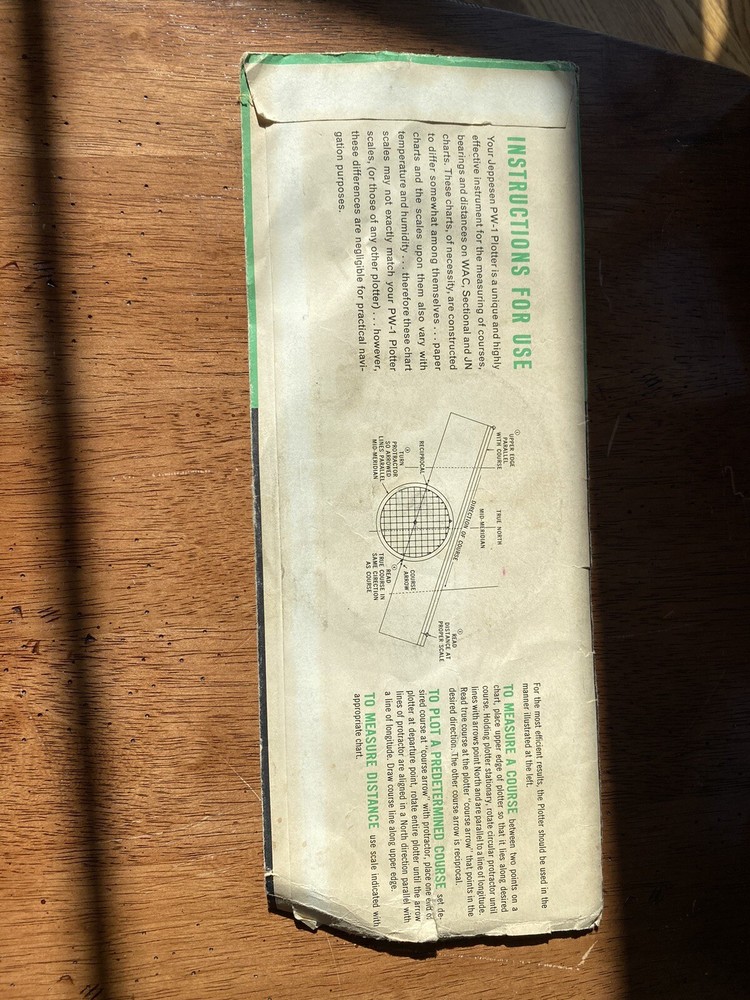 INSTRUCTIONS FOR USE
Your Jeppesen PW-1 Plotter is a unique and highly
effective instrument for the measuring of courses,
bearings and distances on WAC, Sectional and JN
charts. These charts, of necessity, are constructed
to differ somewhat among themselves . . . paper
charts and the scales upon them also vary with
temperature and humidity . . . therefore these chart
scales may not exactly match your PW-1 Plotter
scales, (or those of any other plotter) . . . however,
these differences are negligible for practical navi-
gation purposes.
①
UPPER EDGE
PARALLEL
WITH COURSE
TRUE NORTH
MID-MERIDIAN
DIRECTION OF COURSE
RECIPROCAL
②
TURN
PROTRACTOR
SO ARROWED
LINES PARALLEL
MID-MERIDIAN
COURSE
ARROW
③
READ
TRUE COURSE IN
SAME DIRECTION
AS COURSE
READ
DISTANCE AT
PROPER SCALE
For the most efficient results, the Plotter should be used in the
manner illustrated at the left.
TO MEASURE A COURSE between two points on a
chart, place upper edge of plotter so that it lies along desired
course. Holding plotter stationary, rotate circular protractor until
lines with arrows point North and are parallel to a line of longitude.
Read true course at the plotter "course arrow" that points in the
desired direction. The other course arrow is reciprocal.
TO PLOT A PREDETERMINED COURSE set de-
sired course at "course arrow" with protractor, place one end of
plotter at departure point, rotate entire plotter until the arrow
lines of protractor are aligned in a North direction parallel with
a line of longitude. Draw course line along upper edge.
TO MEASURE DISTANCE use scale indicated with
appropriate chart.